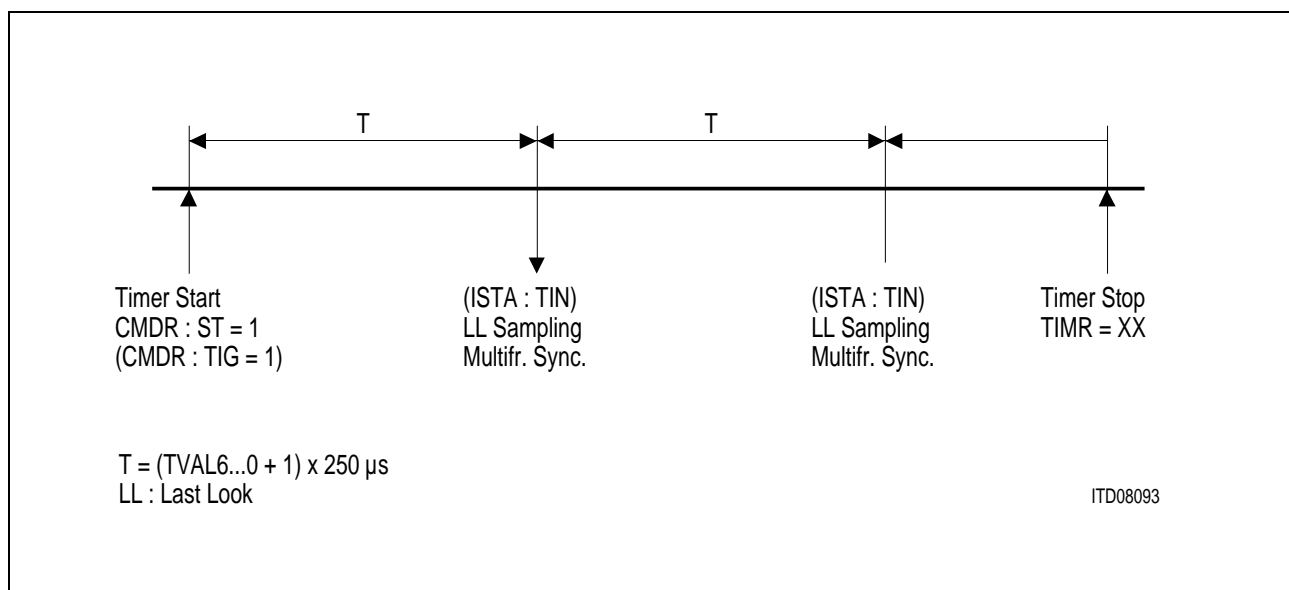 T
T
Timer Start
CMDR : ST = 1
(CMDR : TIG = 1)
(ISTA : TIN)
LL Sampling
Multifr. Sync.
(ISTA : TIN)
LL Sampling
Multifr. Sync.
Timer Stop
TIMR = XX
T = (TVAL6...0 + 1) x 250 µs
LL : Last Look
ITD08093